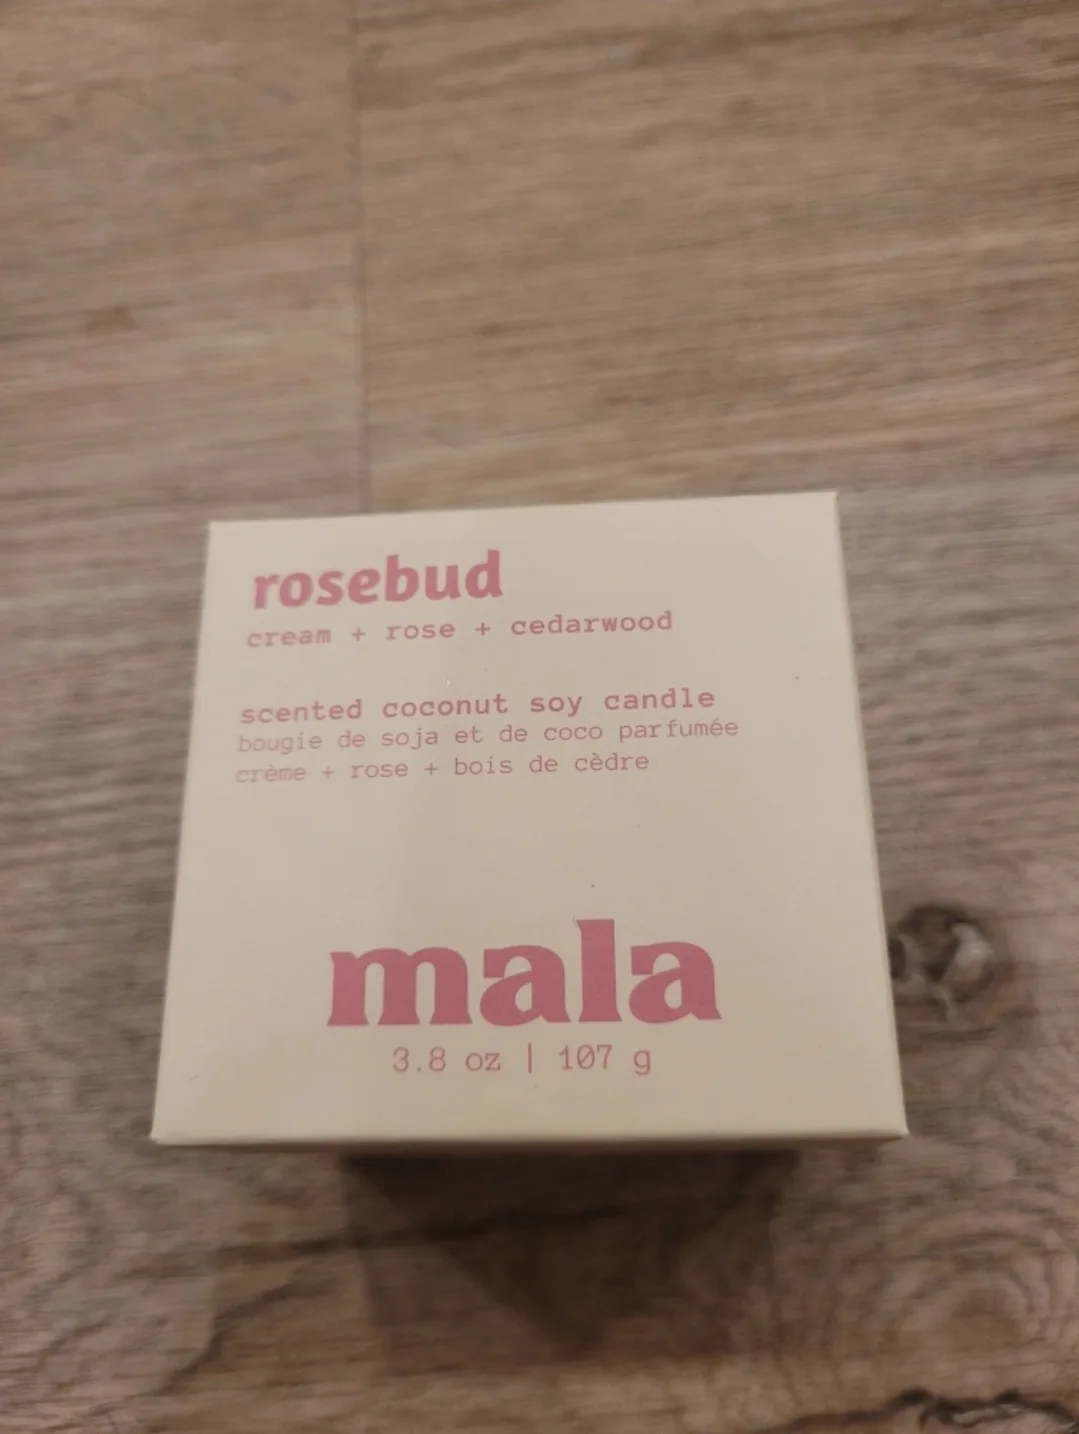 rosebud
cream + rose + cedarwood
scented coconut soy candle
bougie de soja et de coco parfumée
crème + rose + bois de cèdre
mala
3.8 oz | 107 g